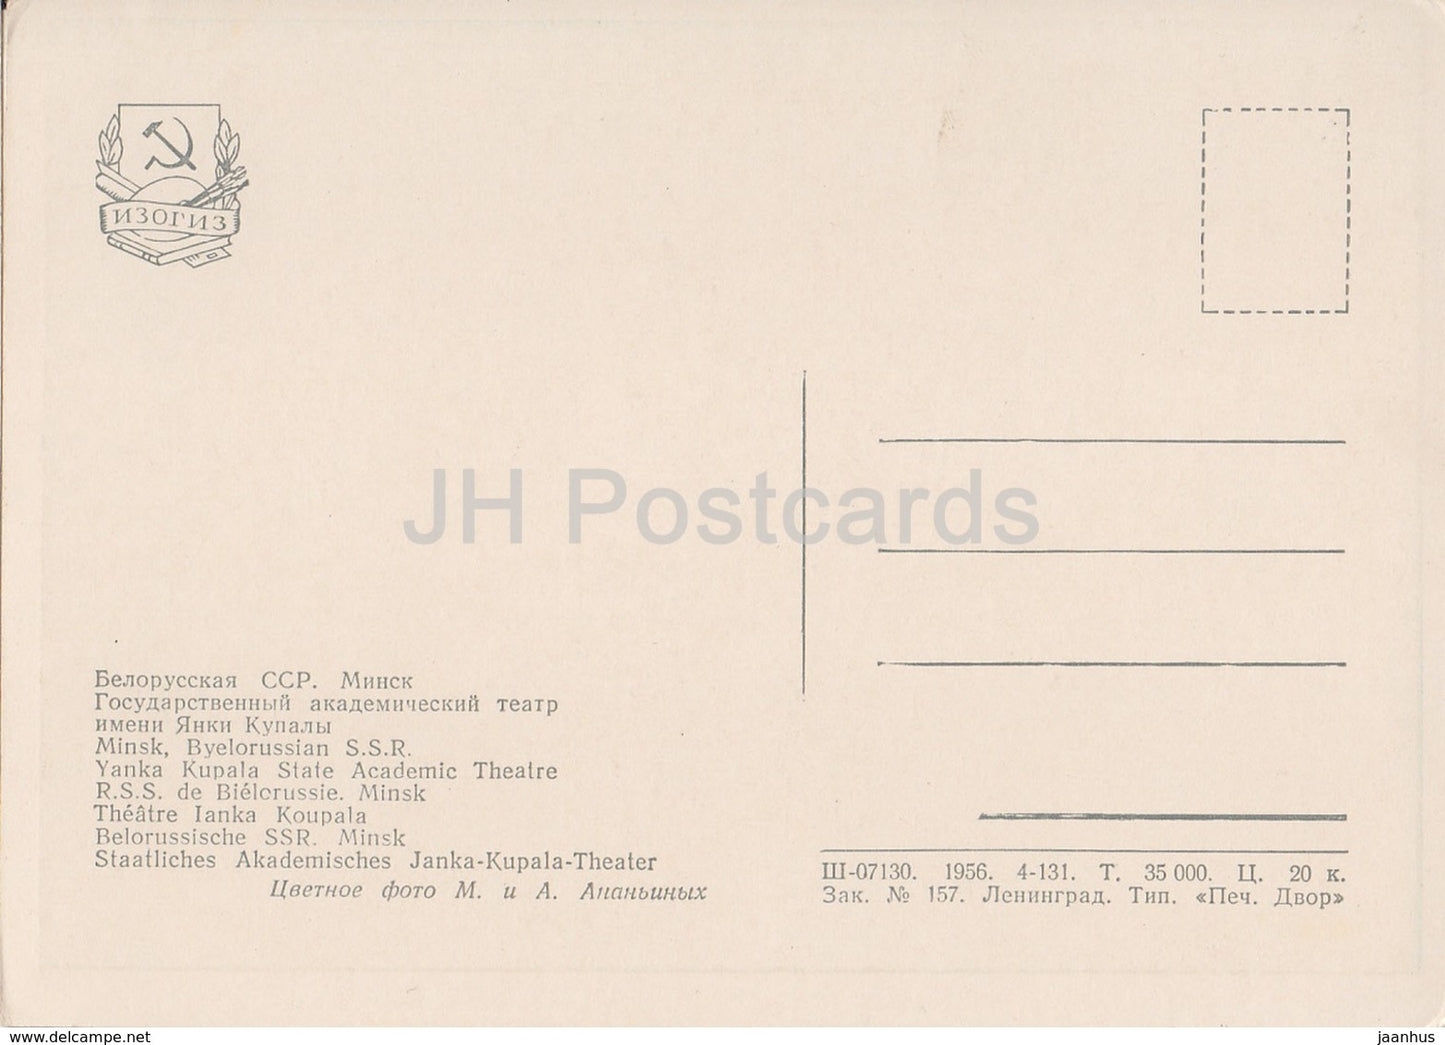 ИЗОГИЗ
JH Postcards
Белорусская ССР. Минск
Государственный академический театр
имени Янки Купалы
Minsk, Byelorussian S.S.R.
Yanka Kupala State Academic Theatre
R.S.S. de Biélorussie. Minsk
Théâtre Ianka Koupala
Belorussische SSR. Minsk
Staatliches Akademisches Janka-Kupala-Theater
Цветное фото М. и А. Ананьиных
Ш-07130. 1956. 4-131. Т. 35 000. Ц. 20 к.
Зак. № 157. Ленинград. Тип. «Печ. Двор»
www.delcampe.net
jaanhus